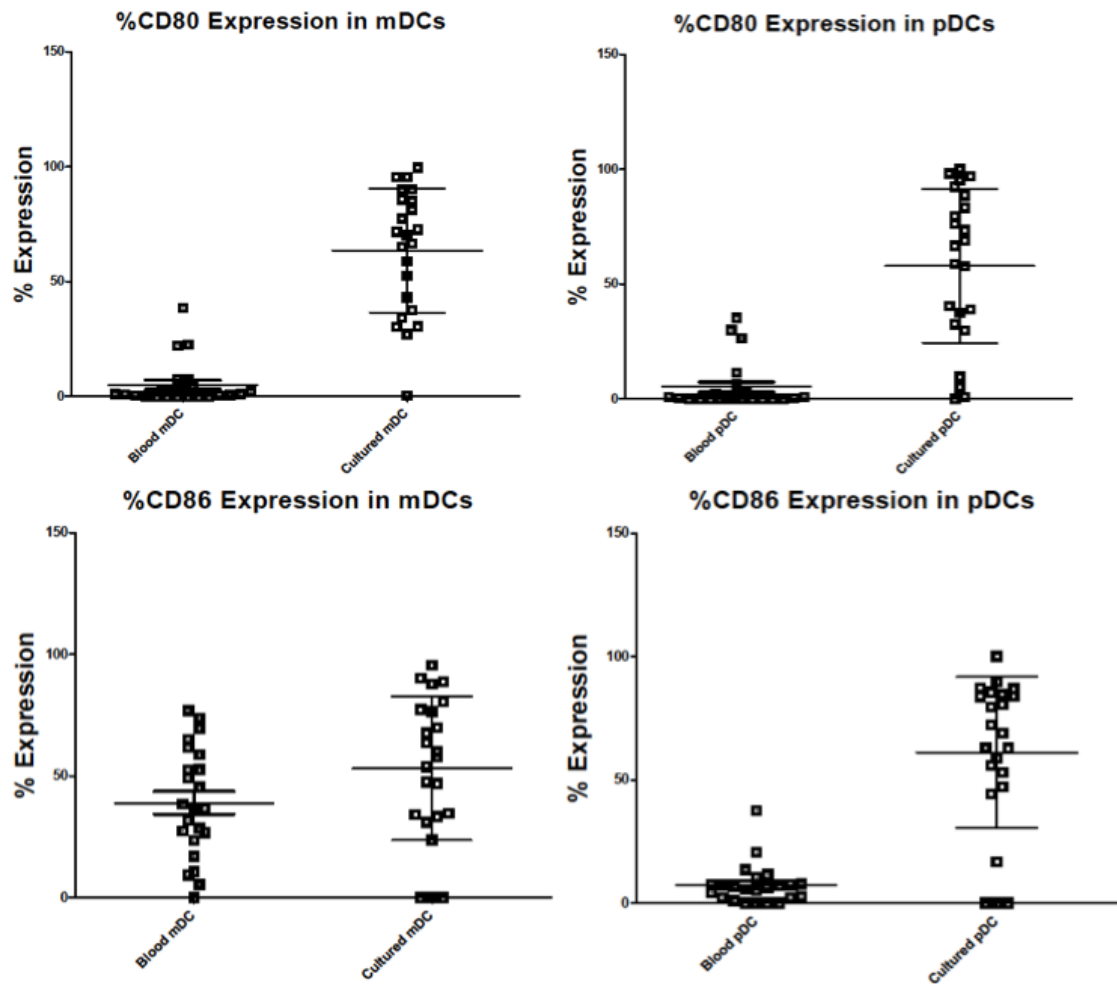 %CD80 Expression in mDCs
150
100
50
0
% Expression
Blood mDC
Cultured mDC
%CD80 Expression in pDCs
150
100
50
0
% Expression
Blood pDC
Cultured pDC
%CD86 Expression in mDCs
150
100
50
0
% Expression
Blood mDC
Cultured mDC
%CD86 Expression in pDCs
150
100
50
0
% Expression
Blood pDC
Cultured pDC